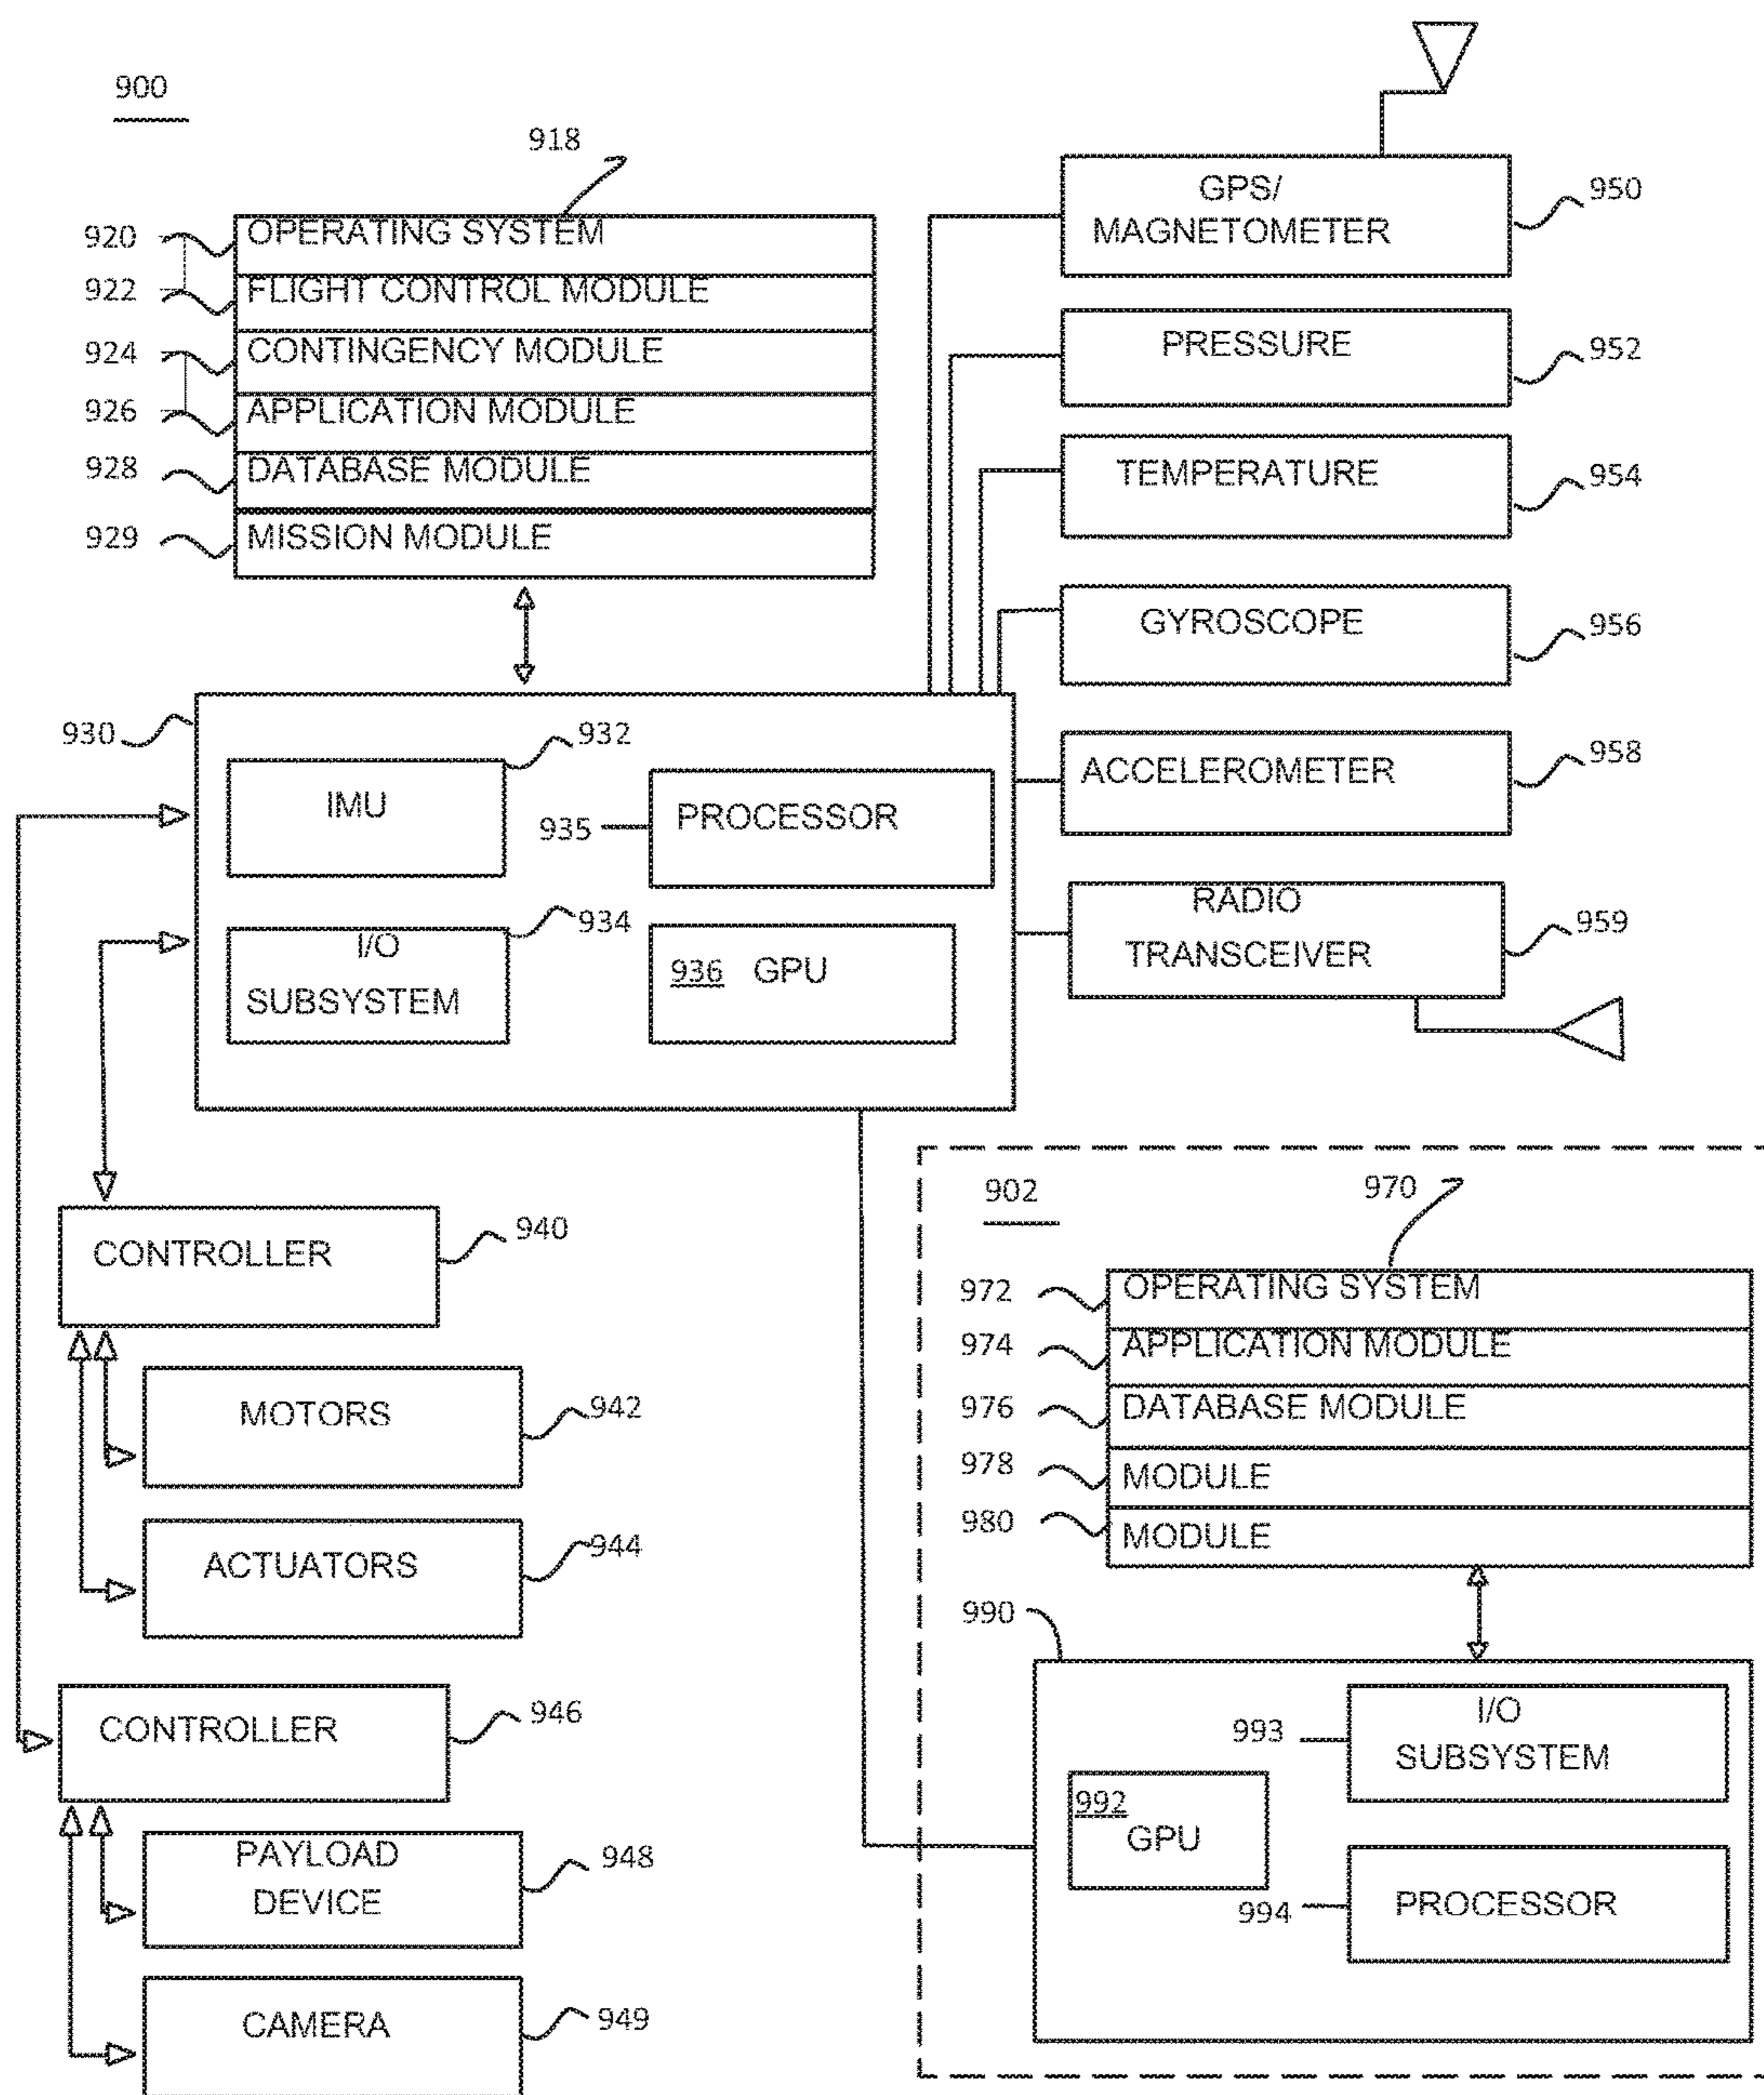 900
918
920 OPERATING SYSTEM
922 FLIGHT CONTROL MODULE
924 CONTINGENCY MODULE
926 APPLICATION MODULE
928 DATABASE MODULE
929 MISSION MODULE
GPS/
MAGNETOMETER 950
PRESSURE 952
TEMPERATURE 954
GYROSCOPE 956
ACCELEROMETER 958
RADIO
TRANSCEIVER 959
930
IMU 932
935 PROCESSOR
I/O
SUBSYSTEM 934
936 GPU
CONTROLLER 940
MOTORS 942
ACTUATORS 944
CONTROLLER 946
PAYLOAD
DEVICE 948
CAMERA 949
902
970
972 OPERATING SYSTEM
974 APPLICATION MODULE
976 DATABASE MODULE
978 MODULE
980 MODULE
990
993 I/O
SUBSYSTEM
992
GPU
994 PROCESSOR